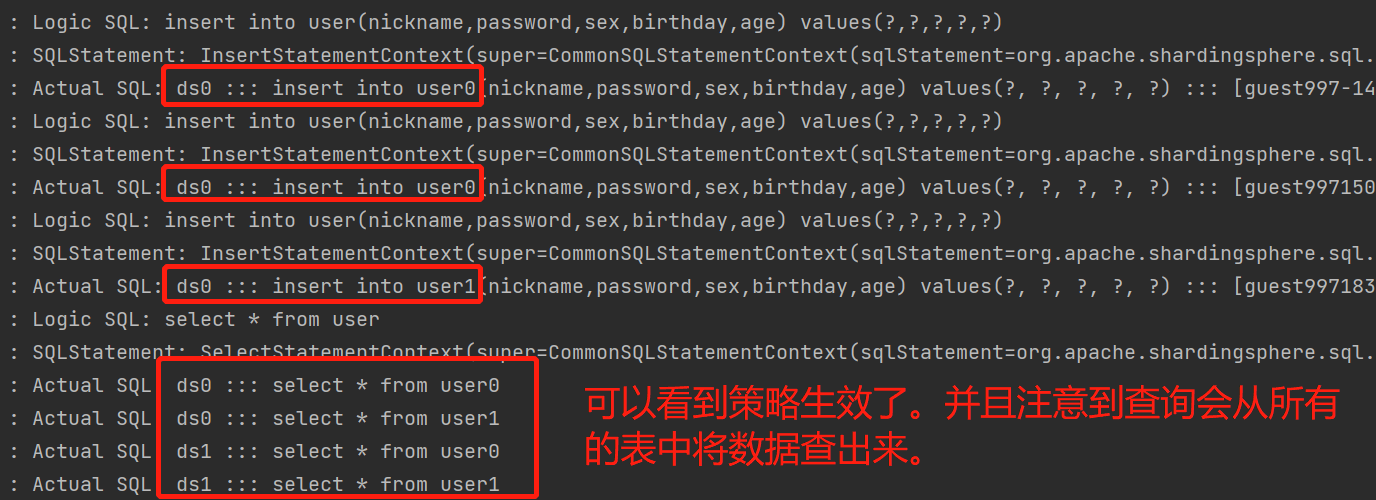 : Logic SQL: insert into user(nickname,password,sex,birthday,age) values(?,?,?,?,?)
: SQLStatement: InsertStatementContext(super=CommonSQLStatementContext(sqlStatement=org.apache.shardingsphere.sql.
: Actual SQL: ds0 ::: insert into user0(nickname,password,sex,birthday,age) values(?, ?, ?, ?, ?) ::: [guest997-14
: Logic SQL: insert into user(nickname,password,sex,birthday,age) values(?,?,?,?,?)
: SQLStatement: InsertStatementContext(super=CommonSQLStatementContext(sqlStatement=org.apache.shardingsphere.sql.
: Actual SQL: ds0 ::: insert into user0(nickname,password,sex,birthday,age) values(?, ?, ?, ?, ?) ::: [guest997150
: Logic SQL: insert into user(nickname,password,sex,birthday,age) values(?,?,?,?,?)
: SQLStatement: InsertStatementContext(super=CommonSQLStatementContext(sqlStatement=org.apache.shardingsphere.sql.
: Actual SQL: ds0 ::: insert into user1(nickname,password,sex,birthday,age) values(?, ?, ?, ?, ?) ::: [guest997183
: Logic SQL: select * from user
: SQLStatement: SelectStatementContext(super=CommonSQLStatementContext(sqlStatement=org.apache.shardingsphere.sql.
: Actual SQL ds0 ::: select * from user0
: Actual SQL ds0 ::: select * from user1
: Actual SQL ds1 ::: select * from user0
: Actual SQL ds1 ::: select * from user1
可以看到策略生效了。并且注意到查询会从所有
的表中将数据查出来。